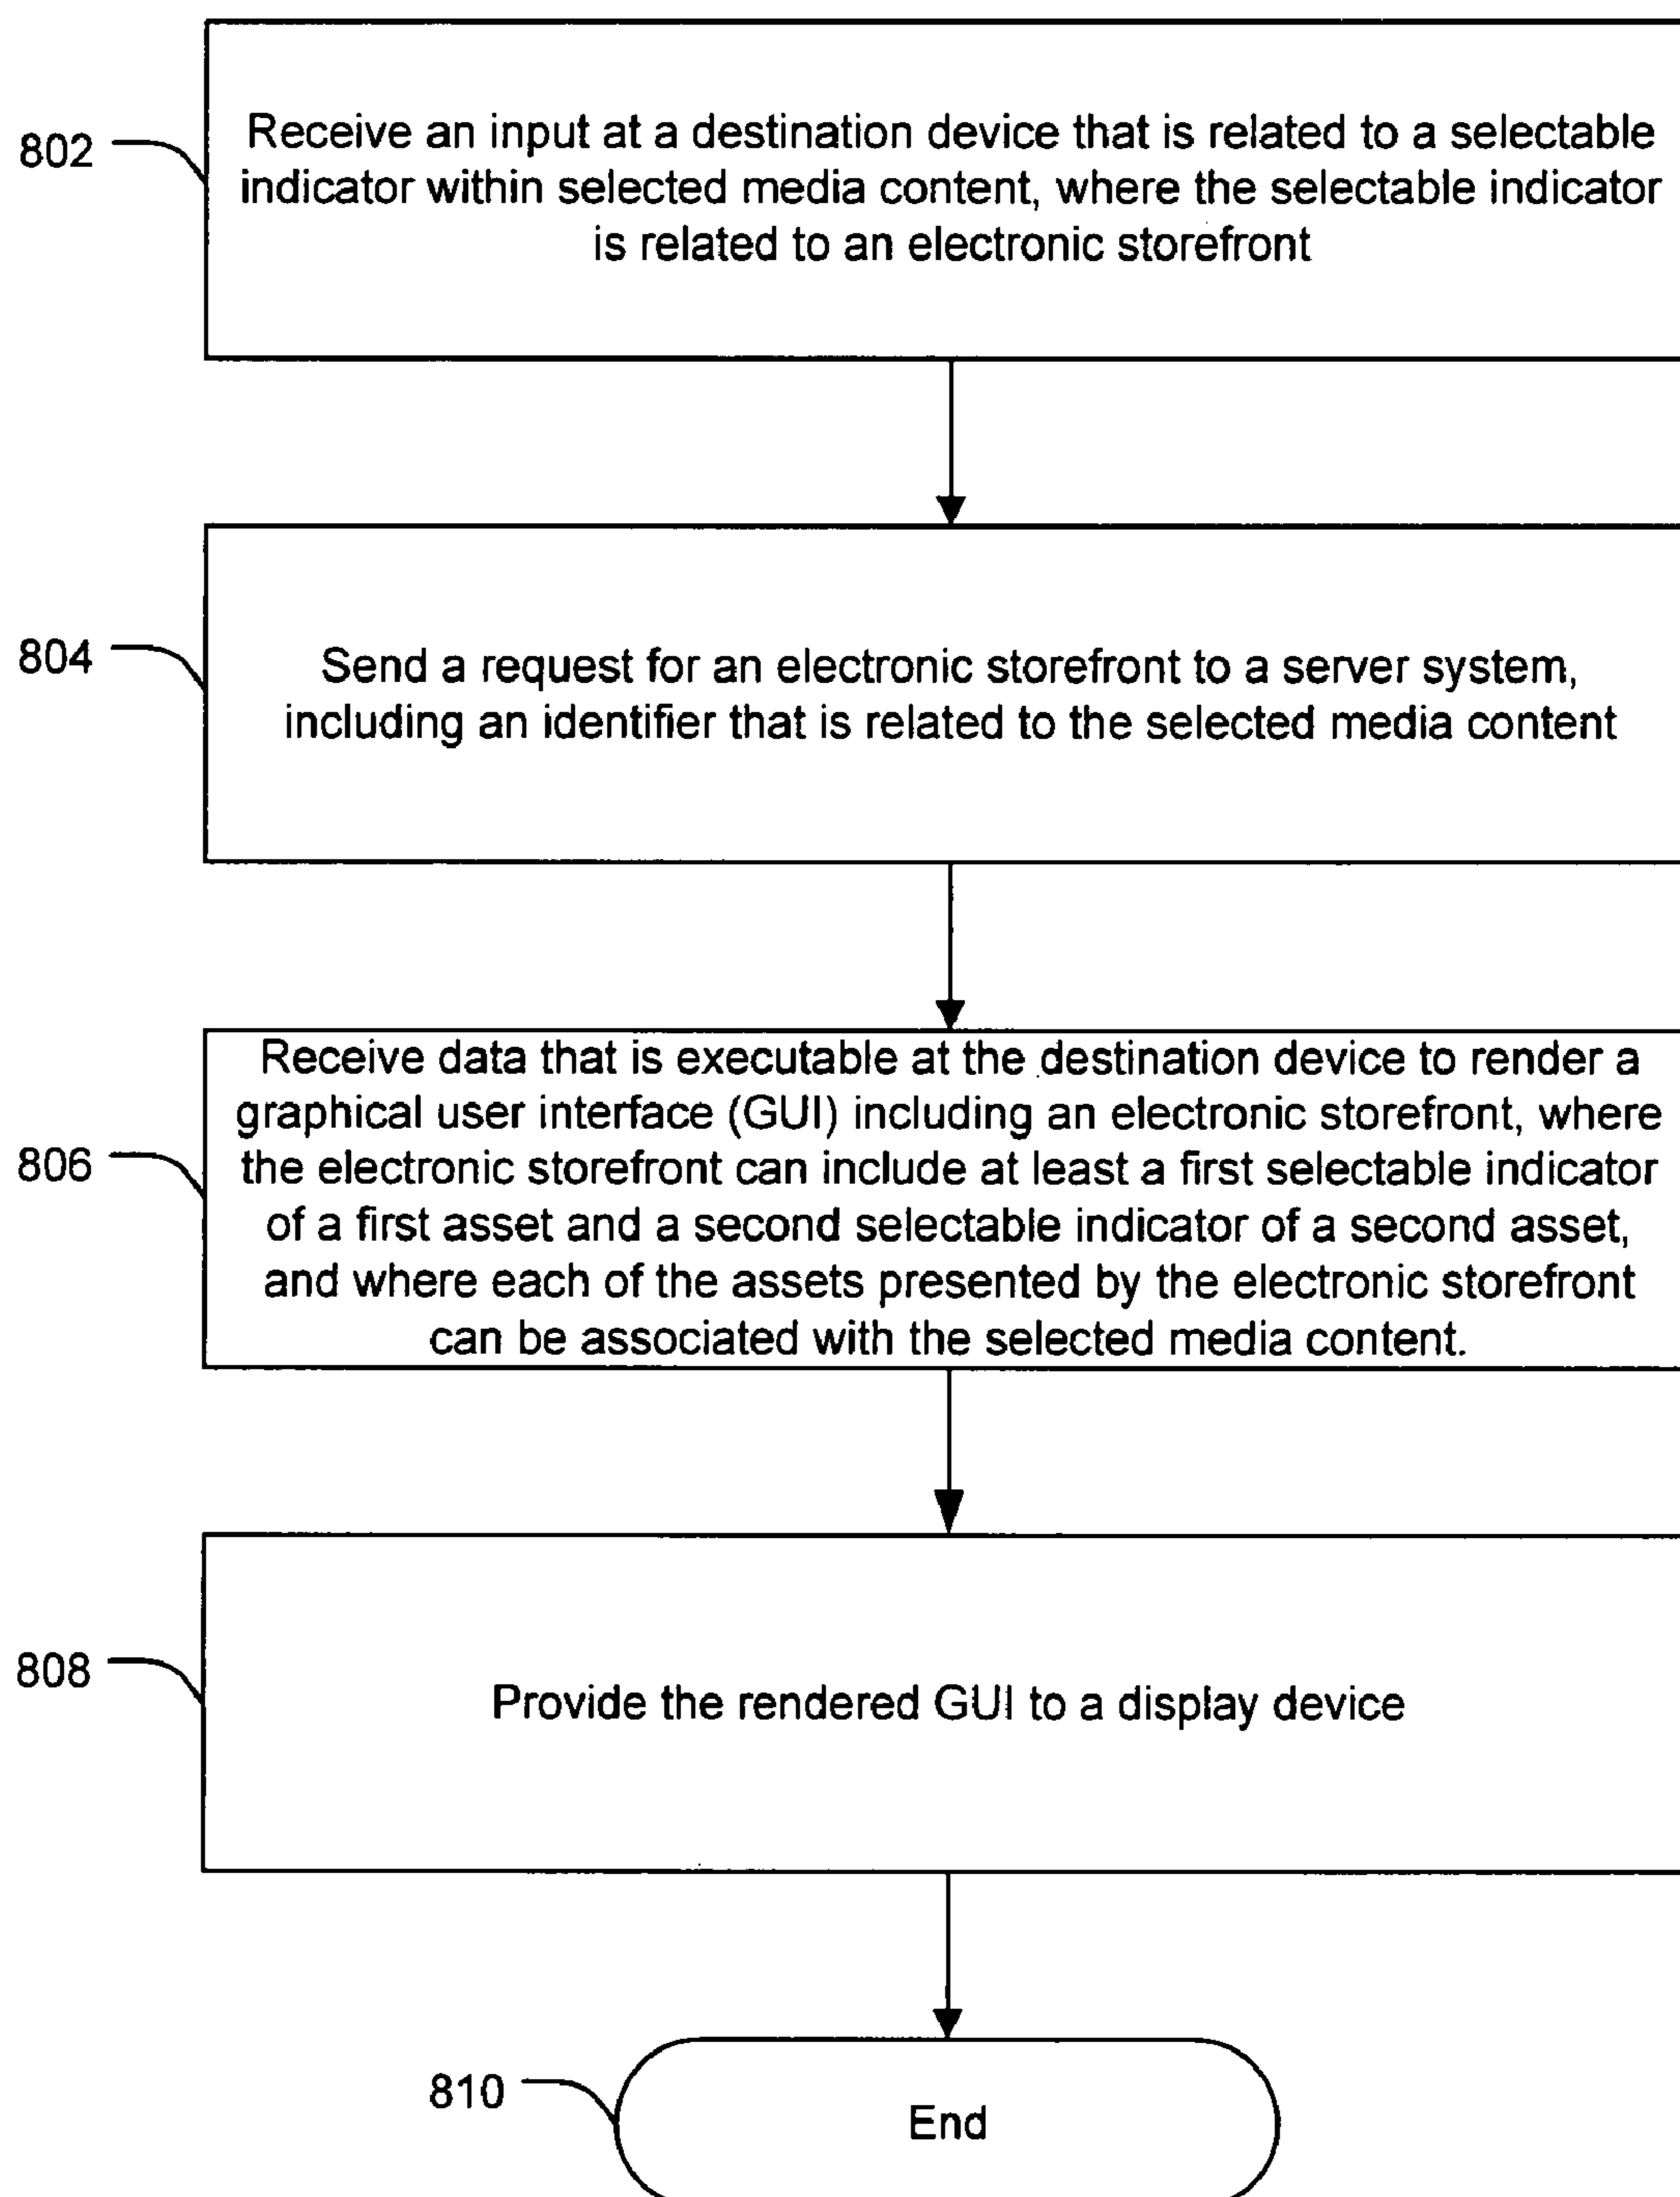 802
Receive an input at a destination device that is related to a selectable
indicator within selected media content, where the selectable indicator
is related to an electronic storefront
804
Send a request for an electronic storefront to a server system,
including an identifier that is related to the selected media content
806
Receive data that is executable at the destination device to render a
graphical user interface (GUI) including an electronic storefront, where
the electronic storefront can include at least a first selectable indicator
of a first asset and a second selectable indicator of a second asset,
and where each of the assets presented by the electronic storefront
can be associated with the selected media content.
808
Provide the rendered GUI to a display device
810
End